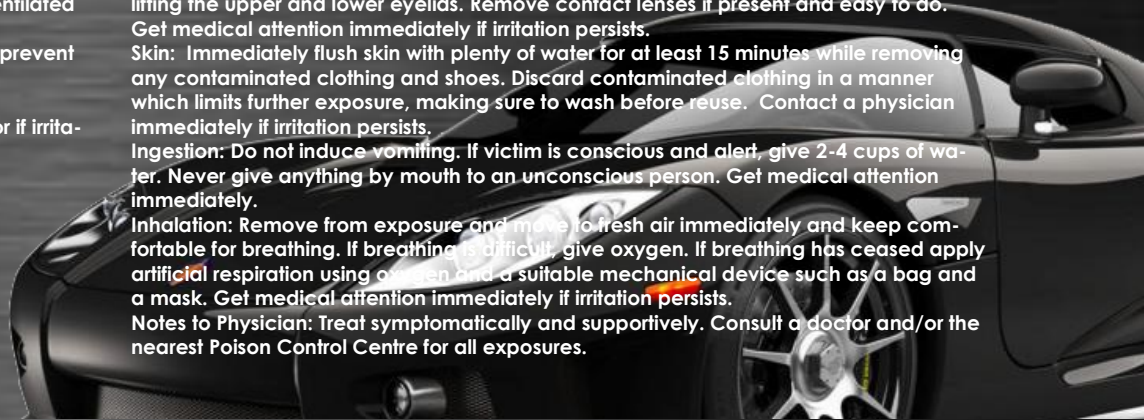 entilated
prevent
or if irrita-
lifting the upper and lower eyelids. Remove contact lenses if present and easy to do.
Get medical attention immediately if irritation persists.
Skin:  Immediately flush skin with plenty of water for at least 15 minutes while removing
any contaminated clothing and shoes. Discard contaminated clothing in a manner
which limits further exposure, making sure to wash before reuse.  Contact a physician
immediately if irritation persists.
Ingestion: Do not induce vomiting. If victim is conscious and alert, give 2-4 cups of wa-
ter. Never give anything by mouth to an unconscious person. Get medical attention
immediately.
Inhalation: Remove from exposure and move to fresh air immediately and keep com-
fortable for breathing. If breathing is difficult, give oxygen. If breathing has ceased apply
artificial respiration using oxygen and a suitable mechanical device such as a bag and
a mask. Get medical attention immediately if irritation persists.
Notes to Physician: Treat symptomatically and supportively. Consult a doctor and/or the
nearest Poison Control Centre for all exposures.